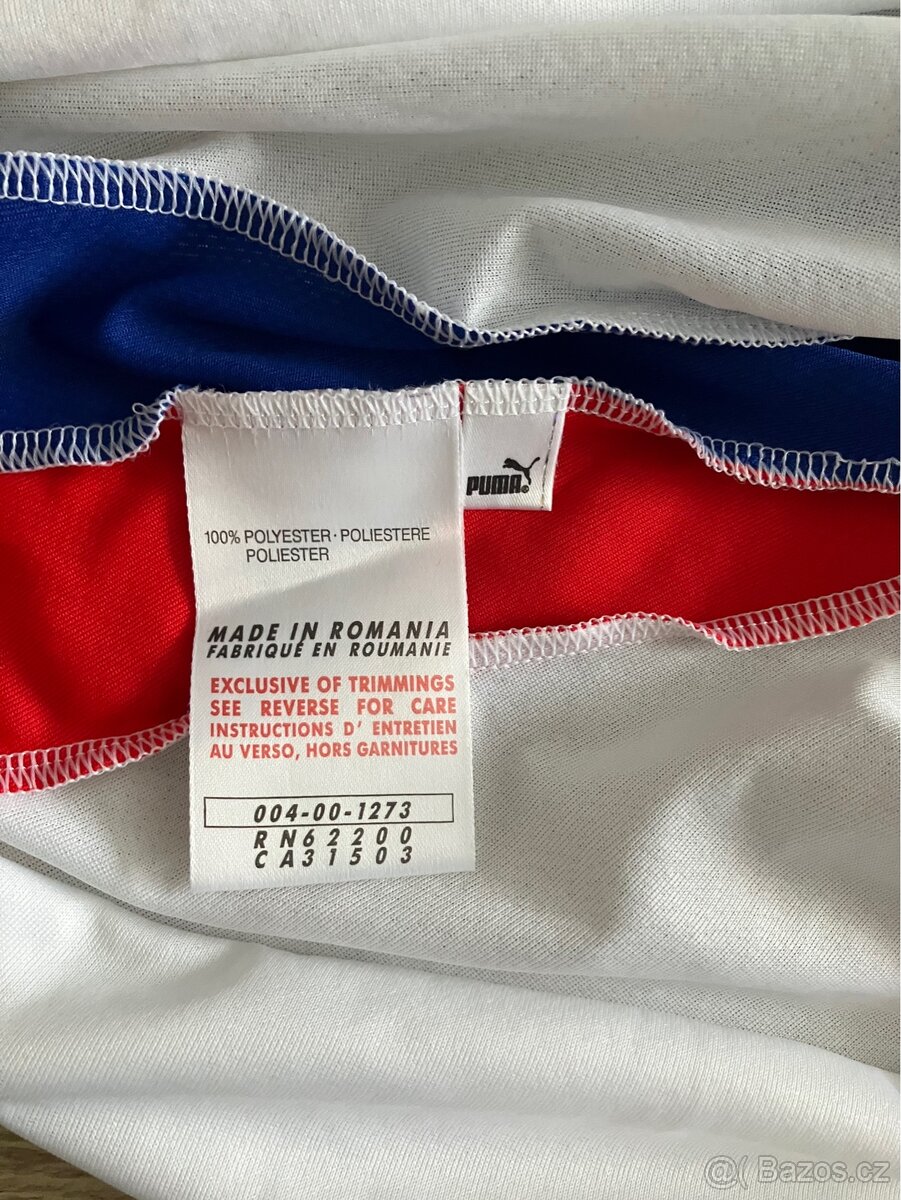 PUMA®
100% POLYESTER · POLIESTERE
POLIESTER
MADE IN ROMANIA
FABRIQUÉ EN ROUMANIE
EXCLUSIVE OF TRIMMINGS
SEE REVERSE FOR CARE
INSTRUCTIONS D' ENTRETIEN
AU VERSO, HORS GARNITURES
004-00-1273
RN62200
CA31503
@( Bazos.cz